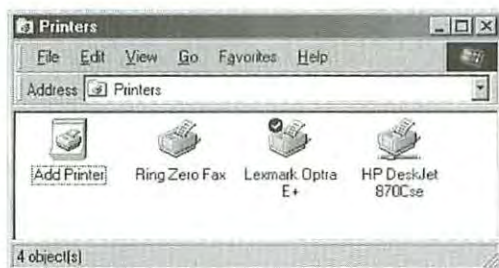 Printers
File Edit View Go Favorites Help
Address Printers
Add Printer Ring Zero Fax Lexmark Optra E+ HP DeskJet 870Cse
4 object(s)